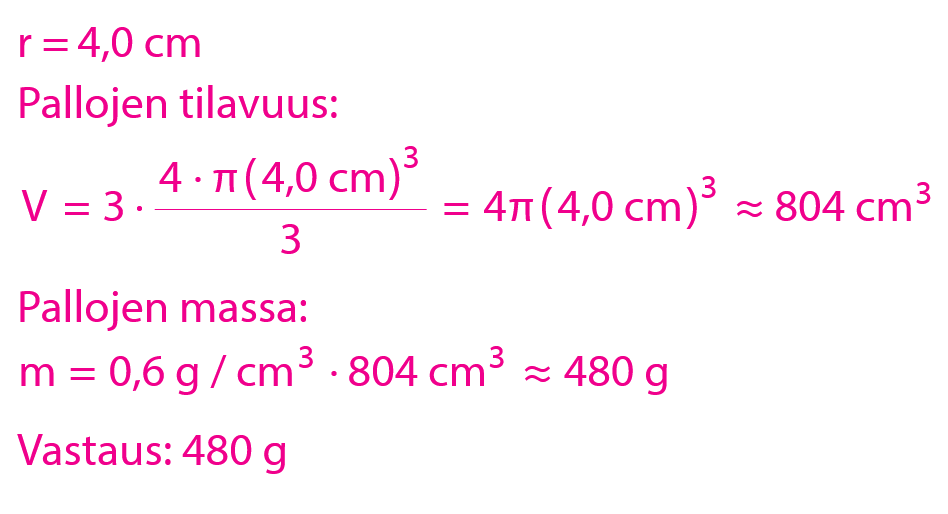 r = 4,0 cm
Pallojen tilavuus:
V = 3 · 4 · π(4,0 cm)³ / 3 = 4π(4,0 cm)³ ≈ 804 cm³
Pallojen massa:
m = 0,6 g / cm³ · 804 cm³ ≈ 480 g
Vastaus: 480 g